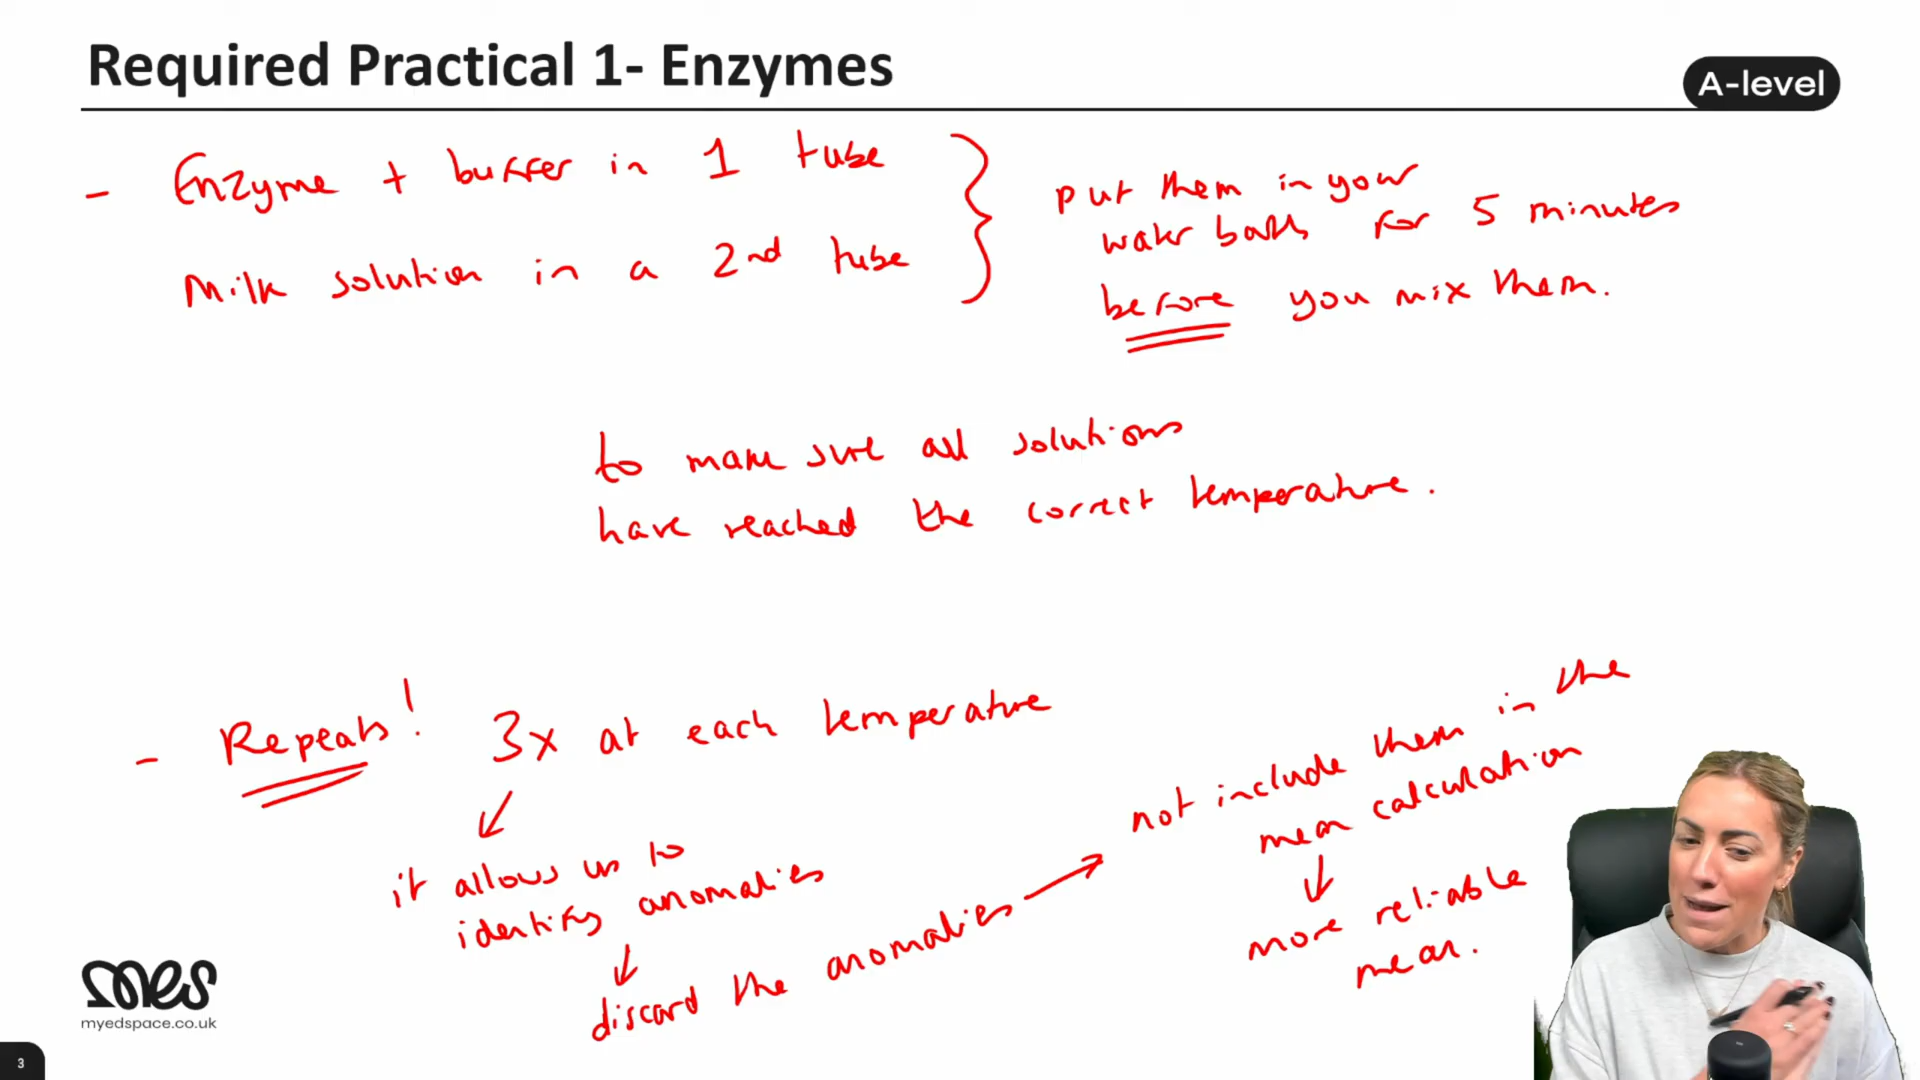 Required Practical 1- Enzymes
A-level
- Enzyme + buffer in 1 tube
Milk solution in a 2nd tube
put them in your
water baths for 5 minutes
before you mix them.
to make sure all solutions
have reached the correct temperature.
- Repeats! 3x at each temperature
it allows us to
identify anomalies
discard the anomalies
not include them in the
mean calculation
more reliable
mean.
mes
myedspace.co.uk
3